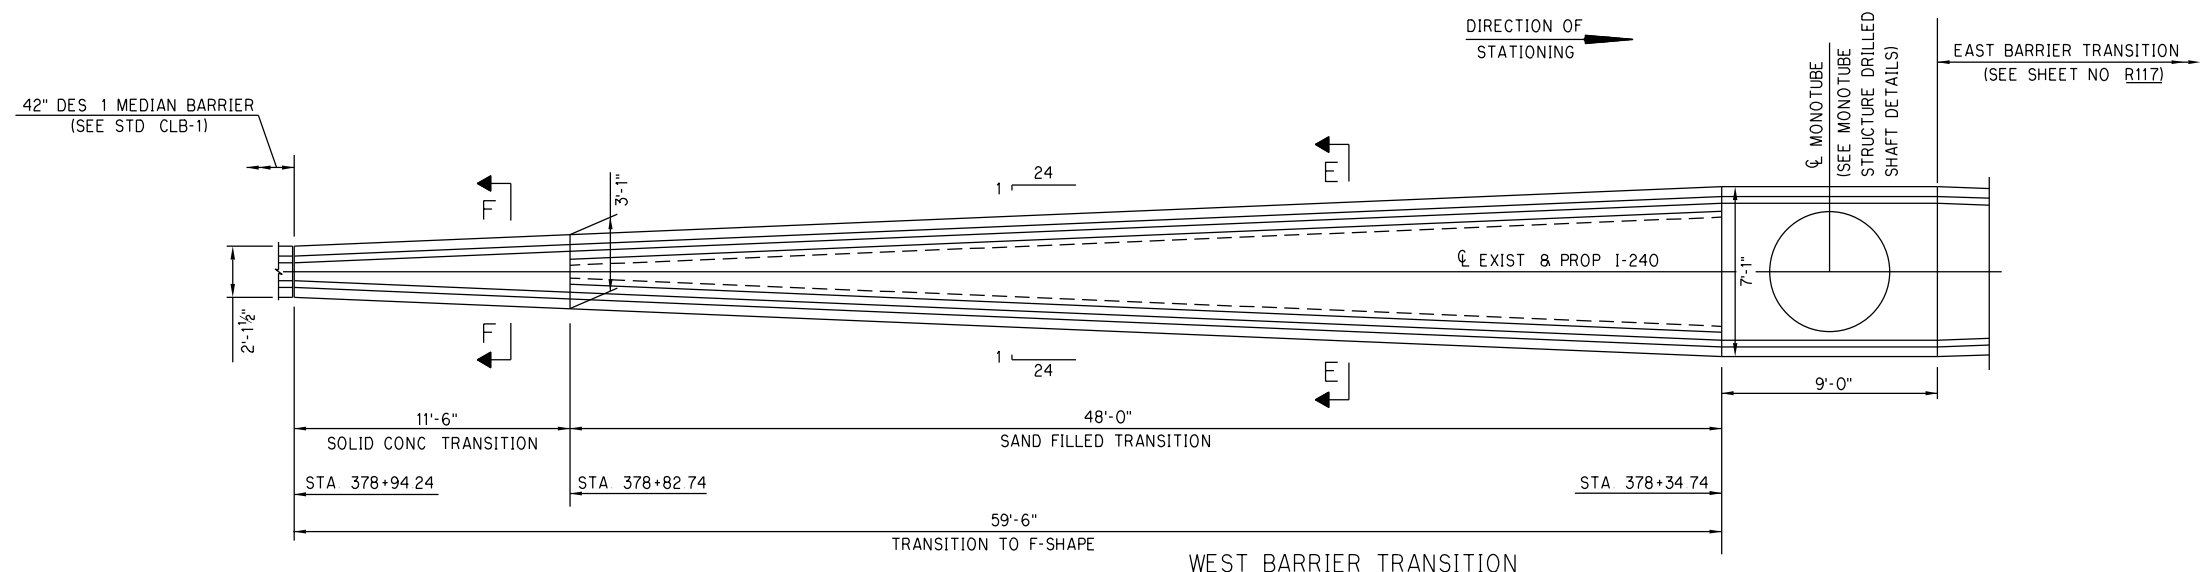 DIRECTION OF
STATIONING
EAST BARRIER TRANSITION
(SEE SHEET NO R117)
℄ MONOTUBE
(SEE MONOTUBE
STRUCTURE DRILLED
SHAFT DETAILS)
42" DES 1 MEDIAN BARRIER
(SEE STD CLB-1)
F
3'-1"
1
24
E
℄ EXIST & PROP I-240
7'-1"
2'-1½"
F
1
24
E
9'-0"
11'-6"
SOLID CONC TRANSITION
48'-0"
SAND FILLED TRANSITION
STA. 378+94.24
STA. 378+82.74
STA. 378+34.74
59'-6"
TRANSITION TO F-SHAPE
WEST BARRIER TRANSITION